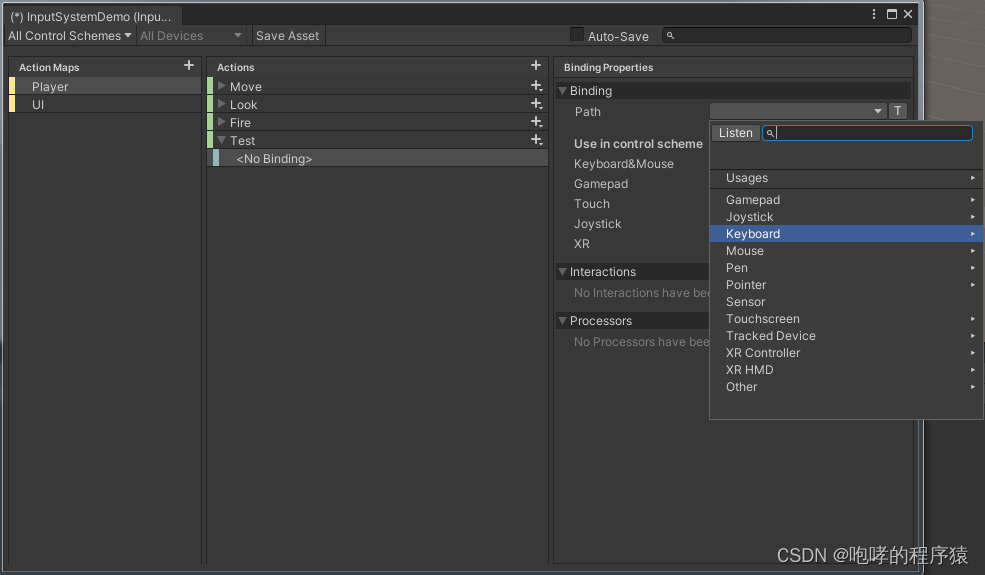 (*) InputSystemDemo (Inpu...
All Control Schemes All Devices Save Asset Auto-Save
Action Maps
Player
UI
Actions
Move
Look
Fire
Test
<No Binding>
Binding Properties
Binding
Path T
Use in control scheme
Keyboard&Mouse
Gamepad
Touch
Joystick
XR
Interactions
No Interactions have bee
Processors
No Processors have bee
Listen
Usages
Gamepad
Joystick
Keyboard
Mouse
Pen
Pointer
Sensor
Touchscreen
Tracked Device
XR Controller
XR HMD
Other
CSDN @咆哮的程序猿